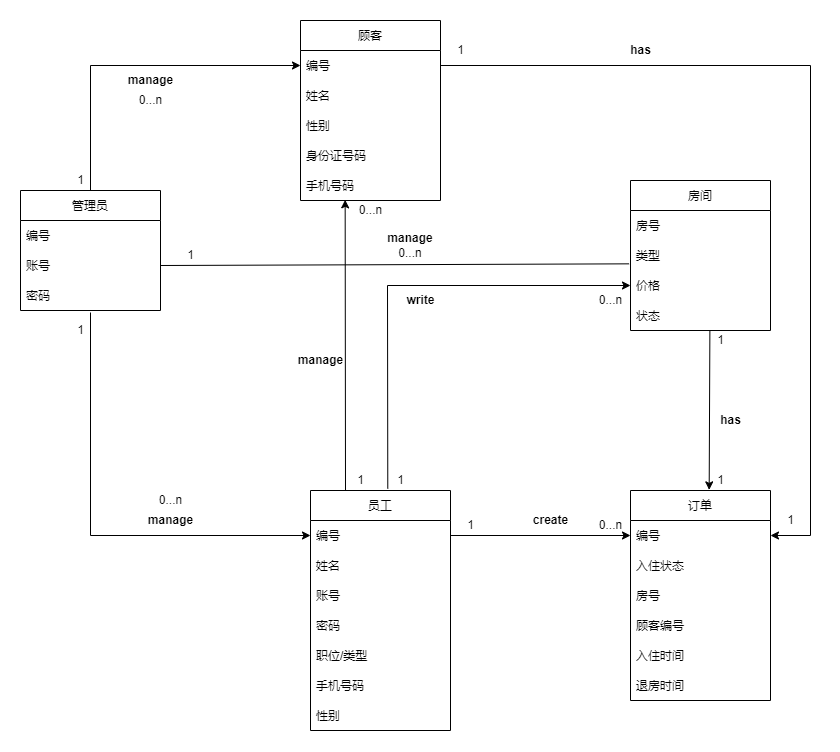 顾客
编号
姓名
性别
身份证号码
手机号码
1
has
manage
0...n
1
管理员
编号
账号
密码
0...n
manage
1
0...n
房间
房号
类型
价格
状态
write
0...n
1
1
manage
has
0...n
manage
1
1
1
员工
编号
姓名
账号
密码
职位/类型
手机号码
性别
1
create
0...n
订单
编号
入住状态
房号
顾客编号
入住时间
退房时间
1